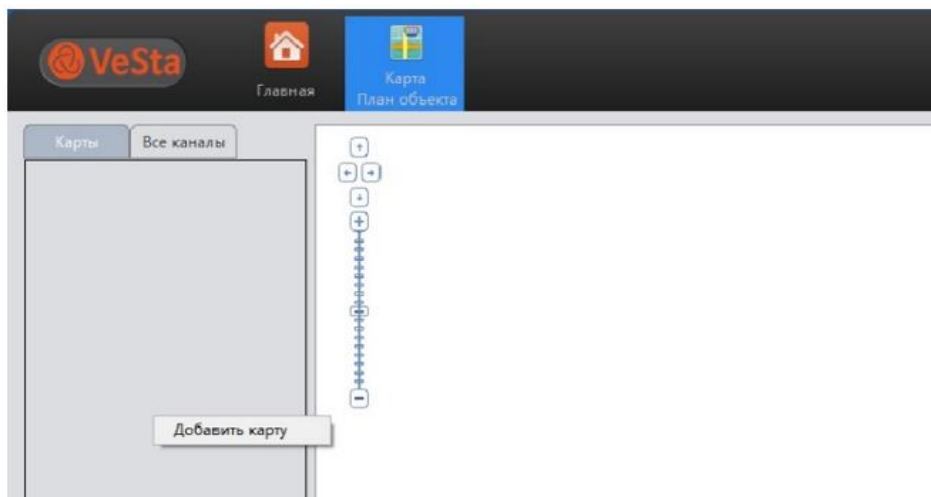 VeSta
Главная
Карта
План объекта
Карты
Все каналы
Добавить карту